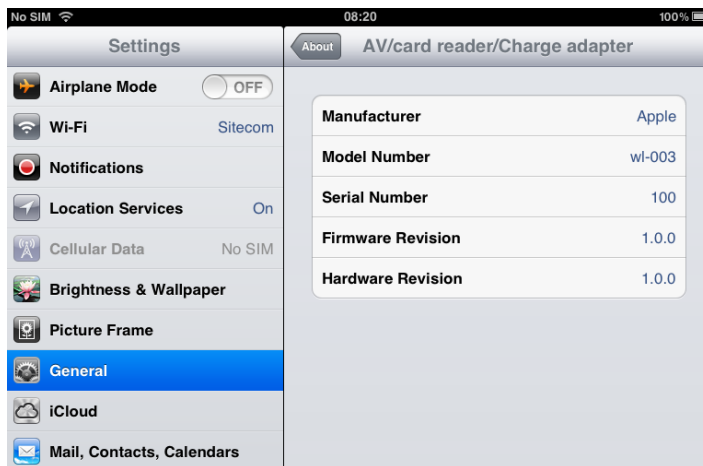 No SIM 08:20 100%
Settings
Airplane Mode OFF
Wi-Fi Sitecom
Notifications
Location Services On
Cellular Data No SIM
Brightness & Wallpaper
Picture Frame
General
iCloud
Mail, Contacts, Calendars
About AV/card reader/Charge adapter
Manufacturer Apple
Model Number wl-003
Serial Number 100
Firmware Revision 1.0.0
Hardware Revision 1.0.0